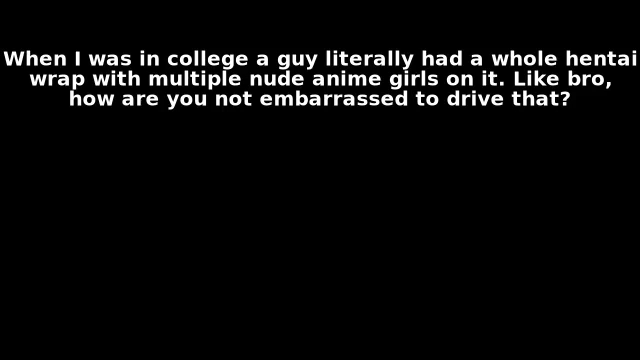 When I was in college a guy literally had a whole hentai
wrap with multiple nude anime girls on it. Like bro,
how are you not embarrassed to drive that?